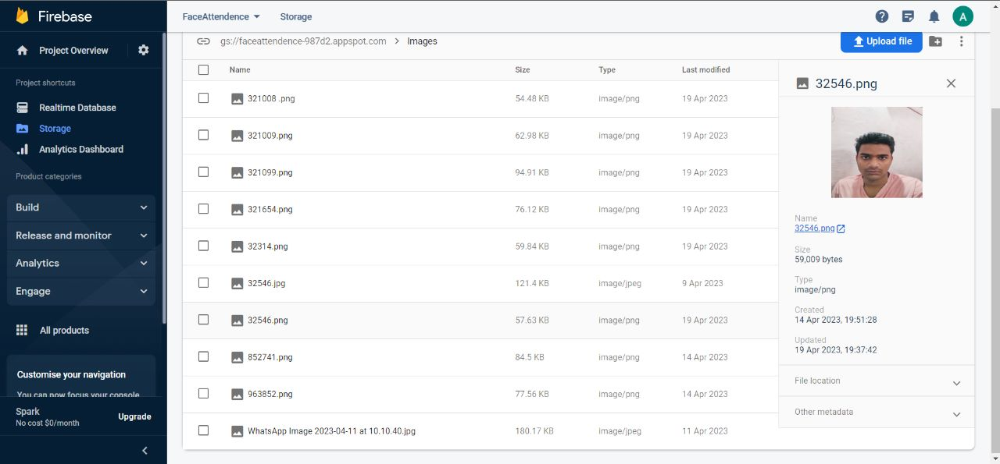 Firebase
Project Overview
Project shortcuts
Realtime Database
Storage
Analytics Dashboard
Product categories
Build
Release and monitor
Analytics
Engage
All products
Customise your navigation
You can now focus your console
Spark
No cost $0/month
Upgrade
FaceAttendence
Storage
A
gs://faceattendence-987d2.appspot.com > Images
Upload file
Name Size Type Last modified
321008 .png 54.48 KB image/png 19 Apr 2023
321009.png 62.98 KB image/png 19 Apr 2023
321099.png 94.91 KB image/png 19 Apr 2023
321654.png 76.12 KB image/png 19 Apr 2023
32314.png 59.84 KB image/png 19 Apr 2023
32546.jpg 121.4 KB image/jpeg 9 Apr 2023
32546.png 57.63 KB image/png 19 Apr 2023
852741.png 84.5 KB image/png 14 Apr 2023
963852.png 77.56 KB image/png 14 Apr 2023
WhatsApp Image 2023-04-11 at 10.10.40.jpg 180.17 KB image/jpeg 11 Apr 2023
32546.png
Name
32546.png
Size
59,009 bytes
Type
image/png
Created
14 Apr 2023, 19:51:28
Updated
19 Apr 2023, 19:37:42
File location
Other metadata